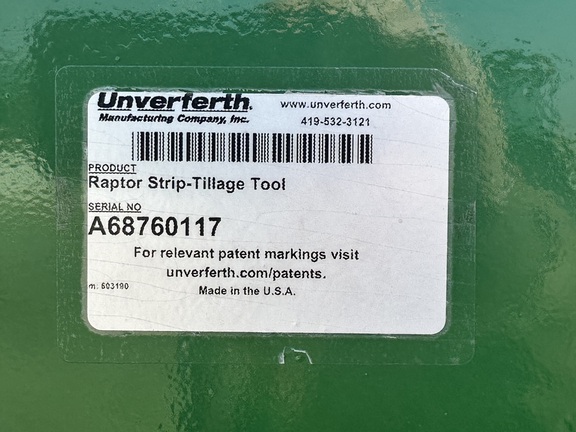 Unverferth
www.unverferth.com
Manufacturing Company, Inc.
419-532-3121
PRODUCT
Raptor Strip-Tillage Tool
SERIAL NO
A68760117
For relevant patent markings visit
unverferth.com/patents.
m. 603190
Made in the U.S.A.